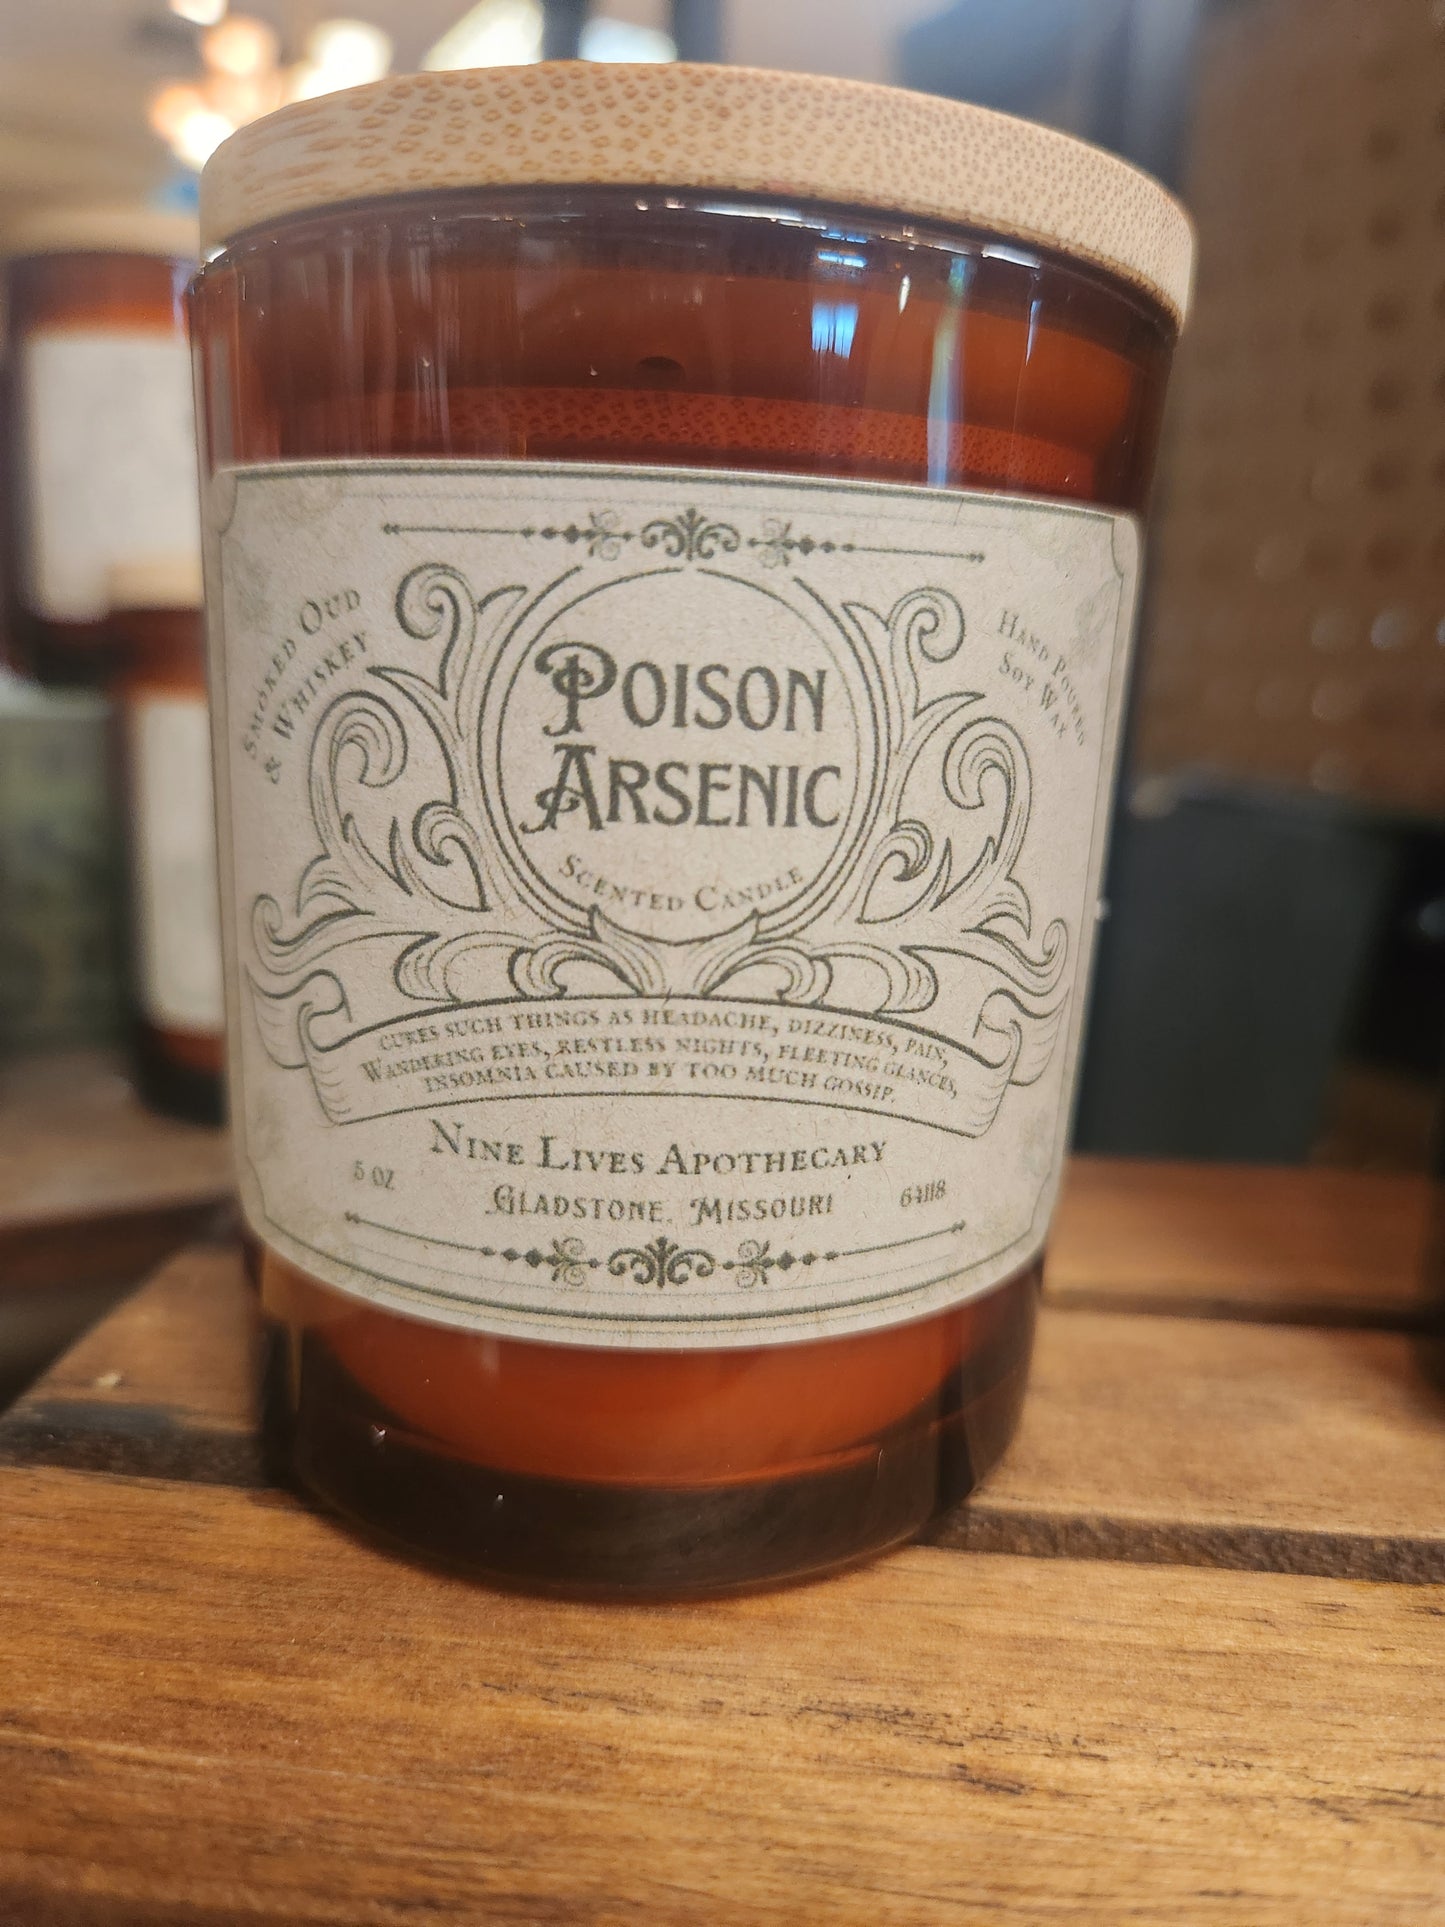 Smoked Oud
& Whiskey
Hand Poured
Soy Wax
Poison
Arsenic
Scented Candle
cures such things as headache, dizziness, pain,
Wandering eyes, restless nights, fleeting glances,
insomnia caused by too much gossip.
Nine Lives Apothecary
5 oz
Gladstone, Missouri
64118